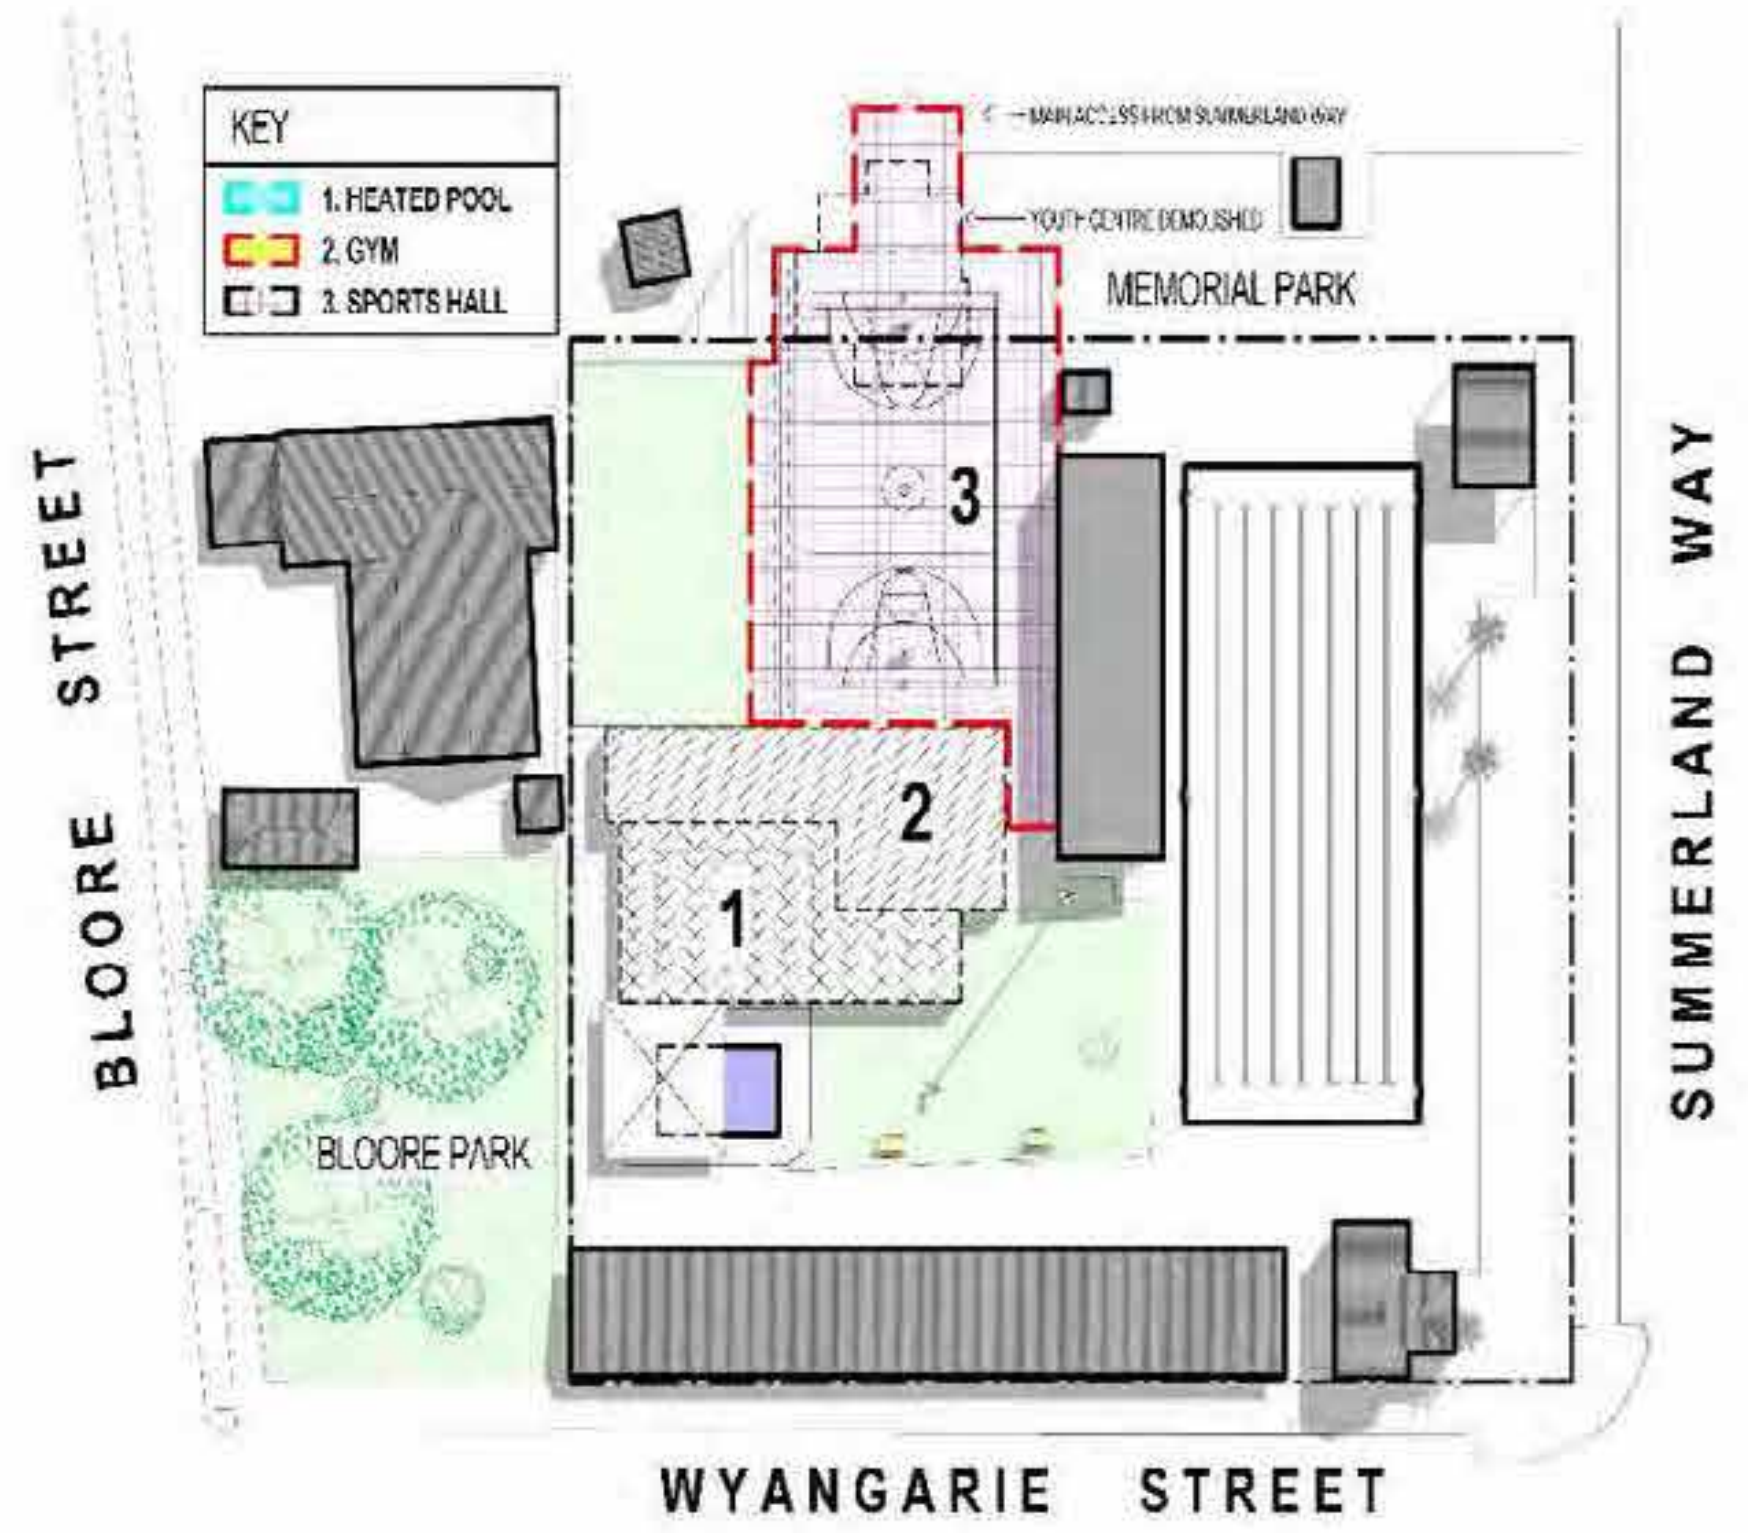 KEY
1. HEATED POOL
2. GYM
3. SPORTS HALL
MAIN ACCESS FROM SUMMERLAND WAY
YOUTH CENTRE DEMOLISHED
MEMORIAL PARK
3
2
1
BLOORE PARK
BLOORE STREET
SUMMERLAND WAY
WYANGARIE STREET